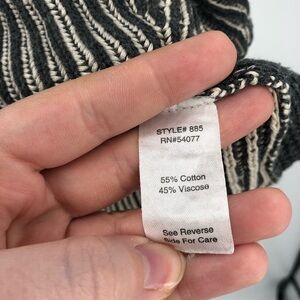 STYLE# 885
RN#54077
55% Cotton
45% Viscose
See Reverse
Side For Care